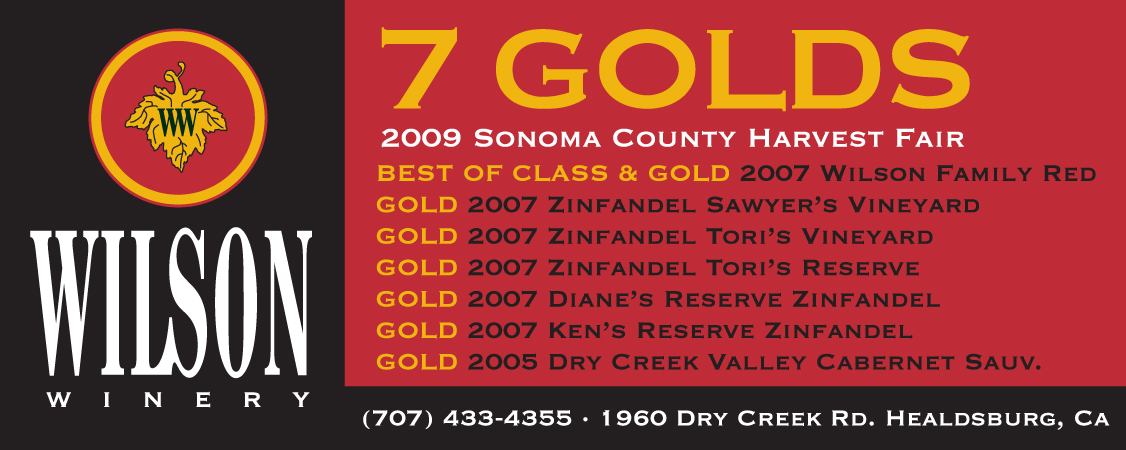 WW
WILSON
WINERY
7 GOLDS
2009 SONOMA COUNTY HARVEST FAIR
BEST OF CLASS & GOLD 2007 WILSON FAMILY RED
GOLD 2007 ZINFANDEL SAWYER'S VINEYARD
GOLD 2007 ZINFANDEL TORI'S VINEYARD
GOLD 2007 ZINFANDEL TORI'S RESERVE
GOLD 2007 DIANE'S RESERVE ZINFANDEL
GOLD 2007 KEN'S RESERVE ZINFANDEL
GOLD 2005 DRY CREEK VALLEY CABERNET SAUV.
(707) 433-4355 · 1960 DRY CREEK RD. HEALDSBURG, CA